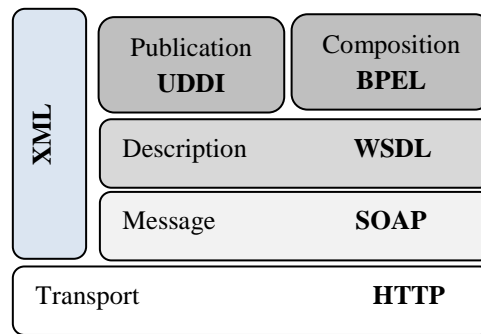 XML
Publication
UDDI
Composition
BPEL
Description WSDL
Message SOAP
Transport HTTP